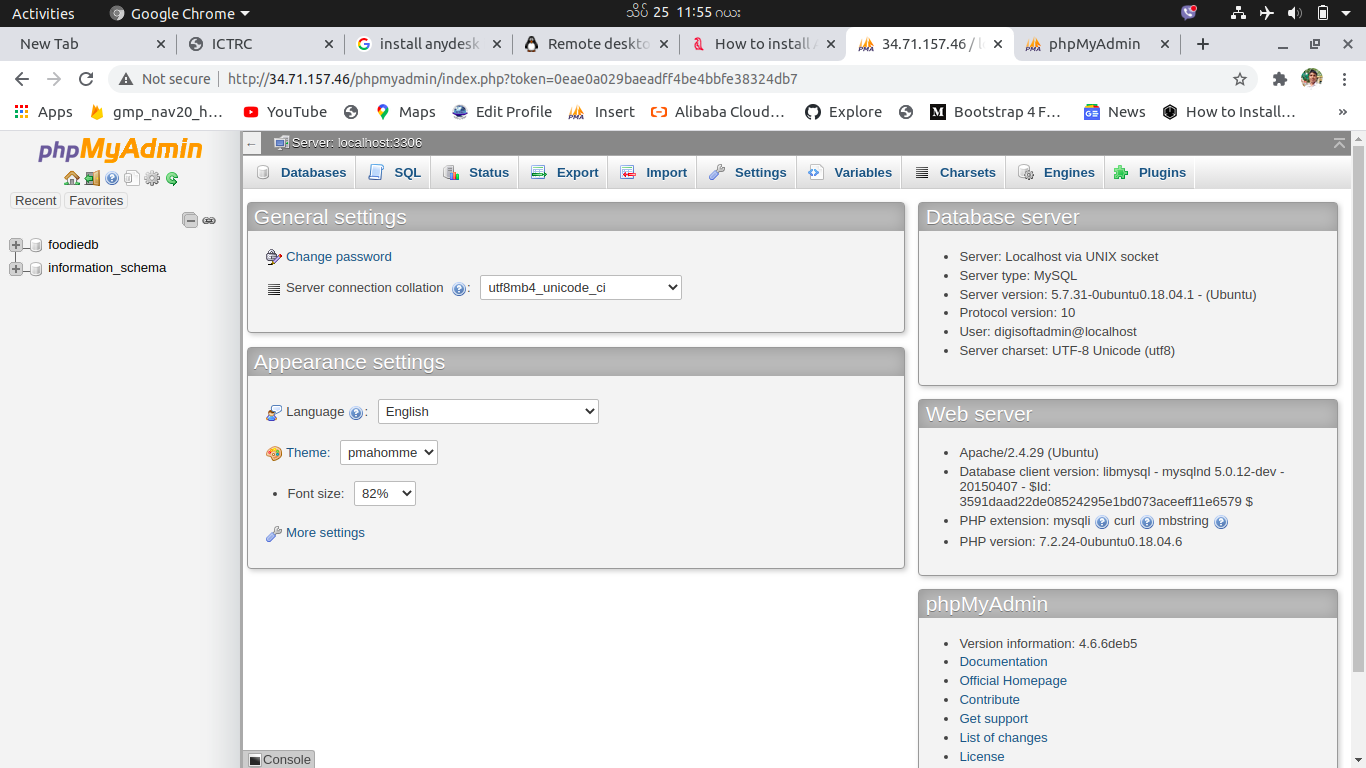 Activities
Google Chrome
သိပ် 25 11:55 ဂယး
New Tab
ICTRC
install anydesk
Remote deskto
How to install A
34.71.157.46 / l
phpMyAdmin
Not secure
http://34.71.157.46/phpmyadmin/index.php?token=0eae0a029baeadff4be4bbfe38324db7
Apps
gmp_nav20_h...
YouTube
Maps
Edit Profile
Insert
Alibaba Cloud...
Explore
Bootstrap 4 F...
News
How to Install...
»
phpMyAdmin
Recent
Favorites
foodiedb
information_schema
Server: localhost:3306
Databases
SQL
Status
Export
Import
Settings
Variables
Charsets
Engines
Plugins
General settings
Change password
Server connection collation :
utf8mb4_unicode_ci
Appearance settings
Language :
English
Theme:
pmahomme
Font size:
82%
More settings
Database server
Server: Localhost via UNIX socket
Server type: MySQL
Server version: 5.7.31-0ubuntu0.18.04.1 - (Ubuntu)
Protocol version: 10
User: digisoftadmin@localhost
Server charset: UTF-8 Unicode (utf8)
Web server
Apache/2.4.29 (Ubuntu)
Database client version: libmysql - mysqlnd 5.0.12-dev -
20150407 - $Id:
3591daad22de08524295e1bd073aceeff11e6579 $
PHP extension: mysqli curl mbstring
PHP version: 7.2.24-0ubuntu0.18.04.6
phpMyAdmin
Version information: 4.6.6deb5
Documentation
Official Homepage
Contribute
Get support
List of changes
License
Console